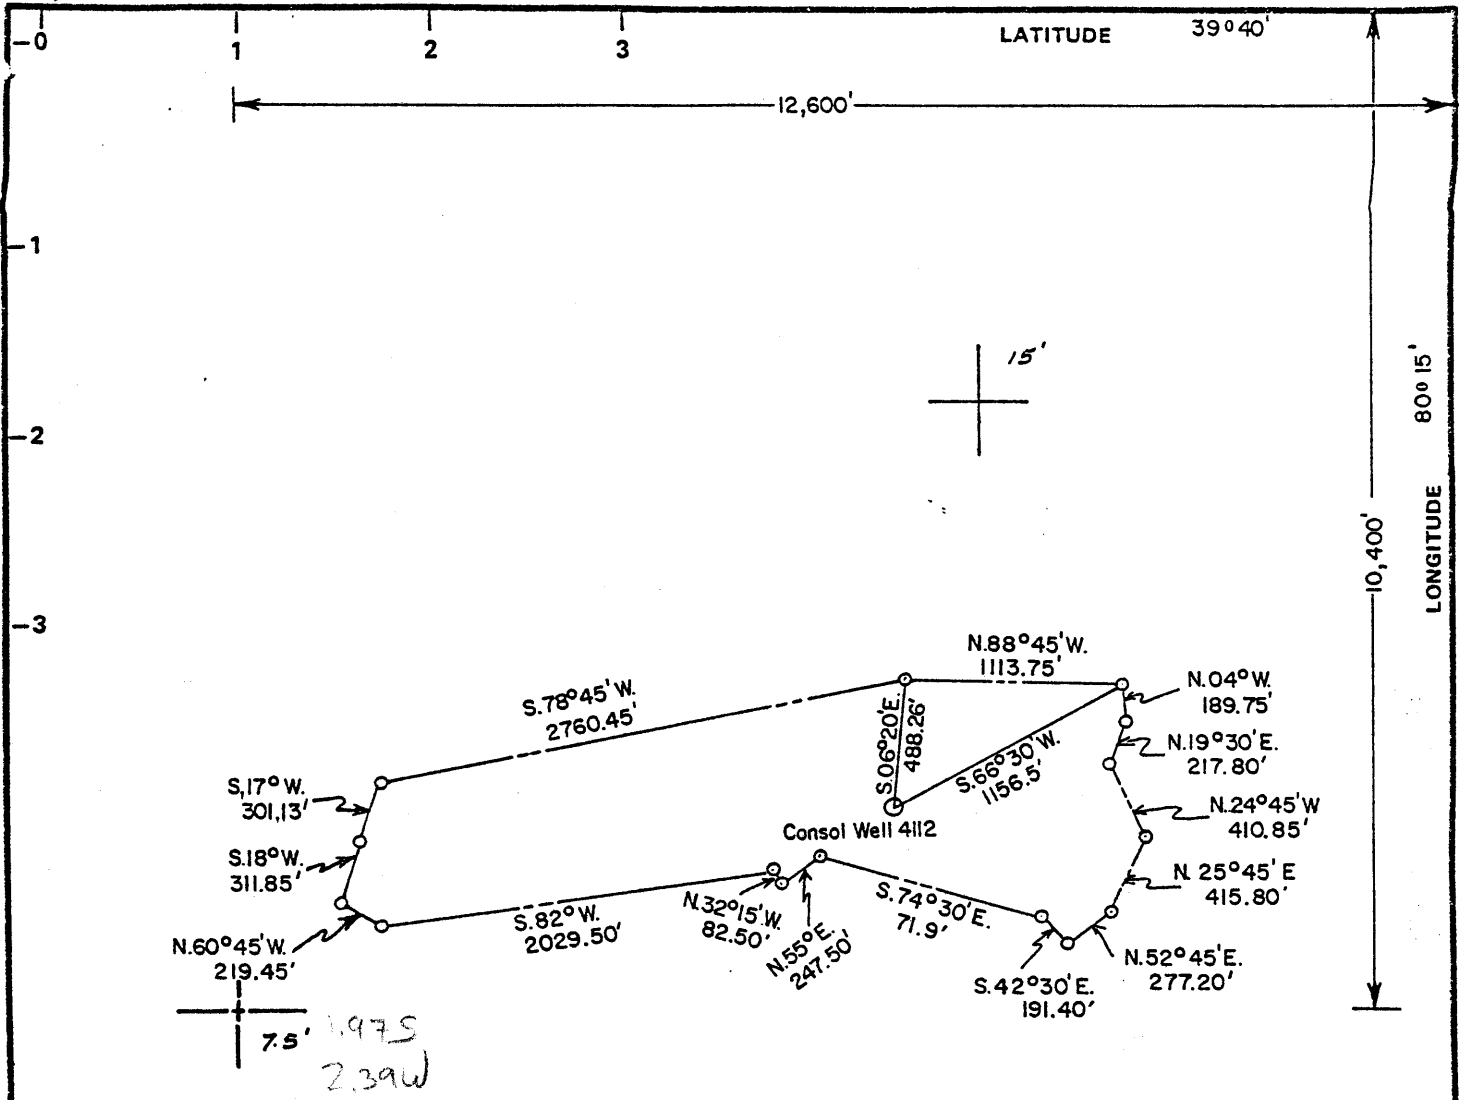 LATITUDE 39°40'
0
1 2 3
12,600'
1
15'
80° 15'
2
LONGITUDE
10,400'
3
N.88°45'W.
1113.75'
N.04°W.
189.75'
S.78°45'W.
2760.45'
S.06°20'E.
488.26'
N.19°30'E.
217.80'
S.66°30'W.
1156.5'
S,17°W.
301,13'
N.24°45'W
410.85'
Consol Well 4112
S.18°W.
311.85'
N. 25°45' E
415.80'
S.74°30'E.
71.9'
N.32°15'W.
82.50'
S.82°W.
2029.50'
N.55°E.
247.50'
N.60°45'W.
219.45'
N.52°45'E.
277.20'
S.42°30'E.
191.40'
7.5'
1.97S
2.39W